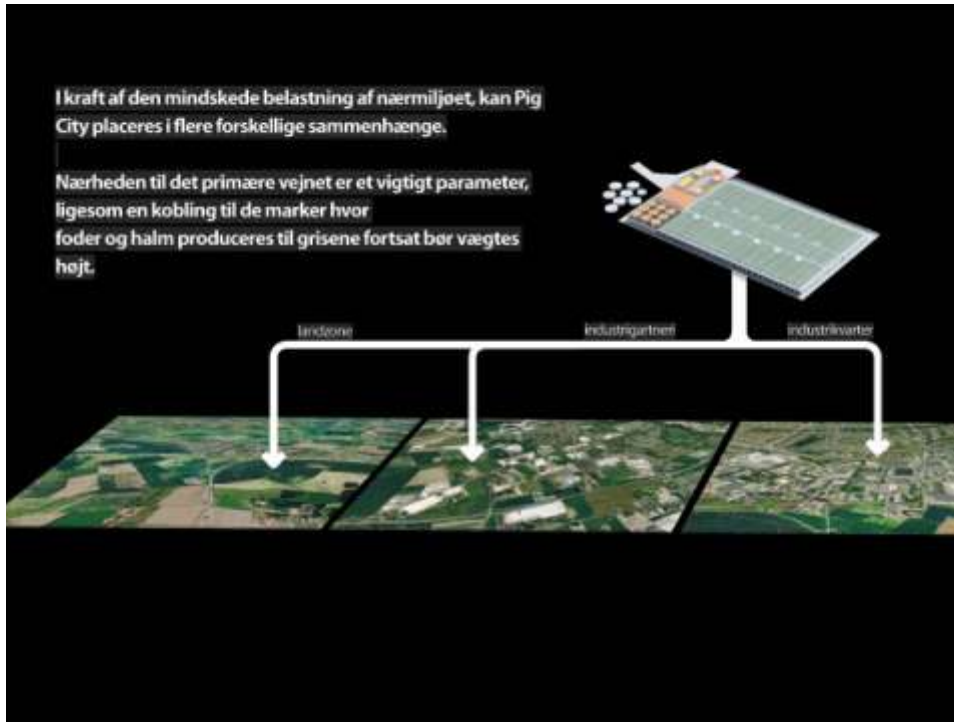 I kraft af den mindskede belastning af nærmiljøet, kan Pig
City placeres i flere forskellige sammenhænge.
Nærheden til det primære vejnet er et vigtigt parameter,
ligesom en kobling til de marker hvor
foder og halm produceres til grisene fortsat bør vægtes
højt.
landzone
industrigartneri
industrikvarter